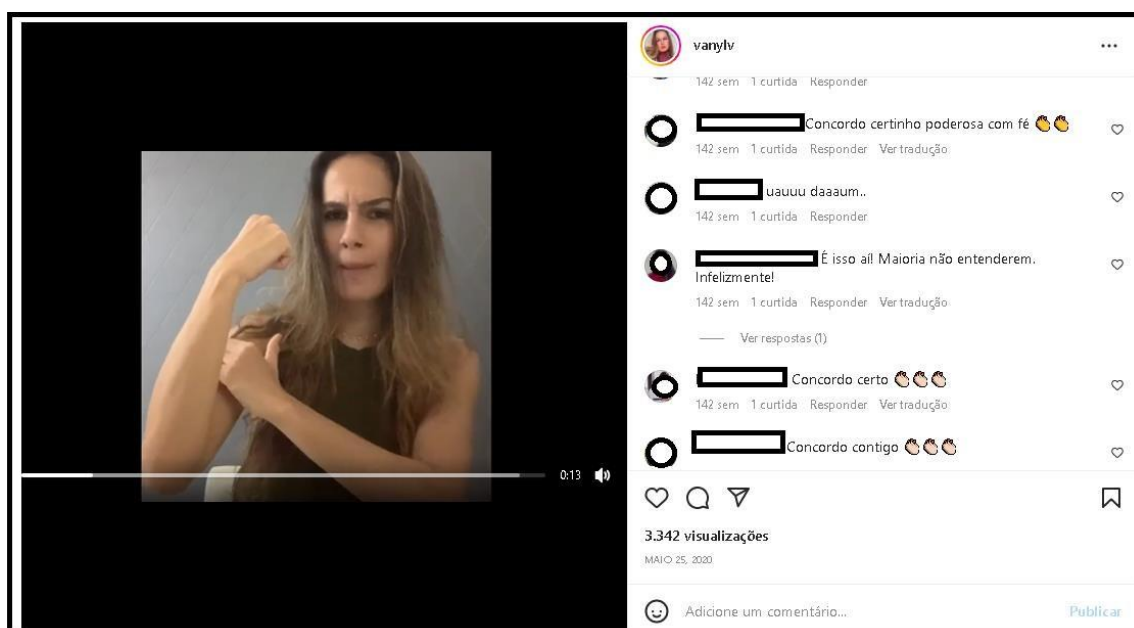 vanylv
142 sem 1 curtida Responder
Concordo certinho poderosa com fé 👏👏
142 sem 1 curtida Responder Ver tradução
uauuu daaaum..
142 sem 1 curtida Responder
É isso aí! Maioria não entenderem.
Infelizmente!
142 sem 1 curtida Responder Ver tradução
Ver respostas (1)
Concordo certo 👏🏻👏🏻👏🏻
142 sem 1 curtida Responder Ver tradução
Concordo contigo 👏🏻👏🏻👏🏻
0:13
3.342 visualizações
MAIO 25, 2020
Adicione um comentário...
Publicar